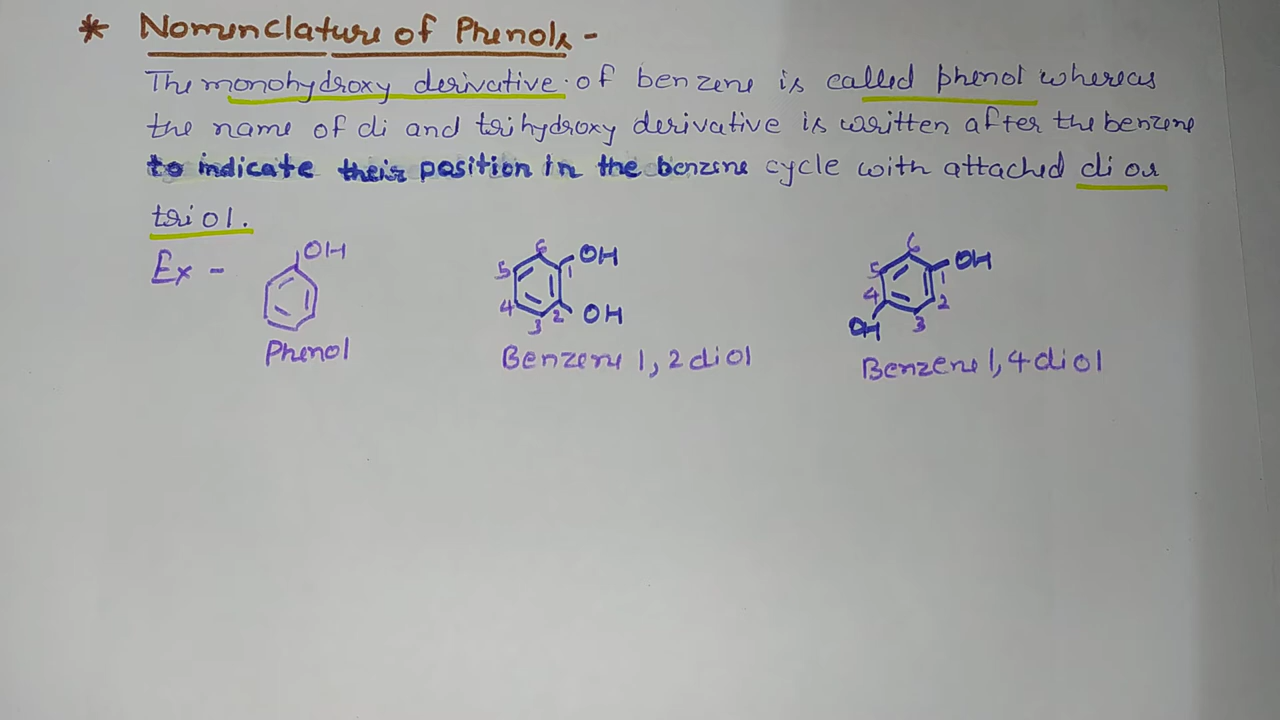 * Nomenclature of Phenols -
The monohydroxy derivative of benzene is called phenol whereas
the name of di and trihydroxy derivative is written after the benzene
to indicate their position in the benzene cycle with attached di or
triol.
Ex - OH
Phenol
6 5 4 3 2 1 OH OH
Benzene 1, 2 diol
6 5 4 3 2 1 OH OH
Benzene 1, 4 diol